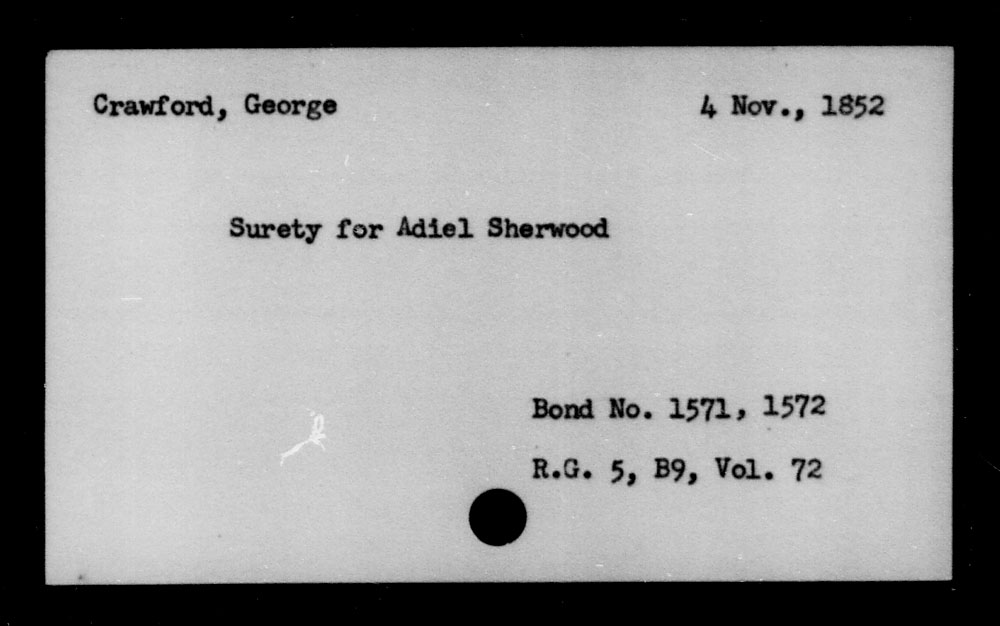 Crawford, George 4 Nov., 1852
Surety for Adiel Sherwood
Bond No. 1571, 1572
R.G. 5, B9, Vol. 72